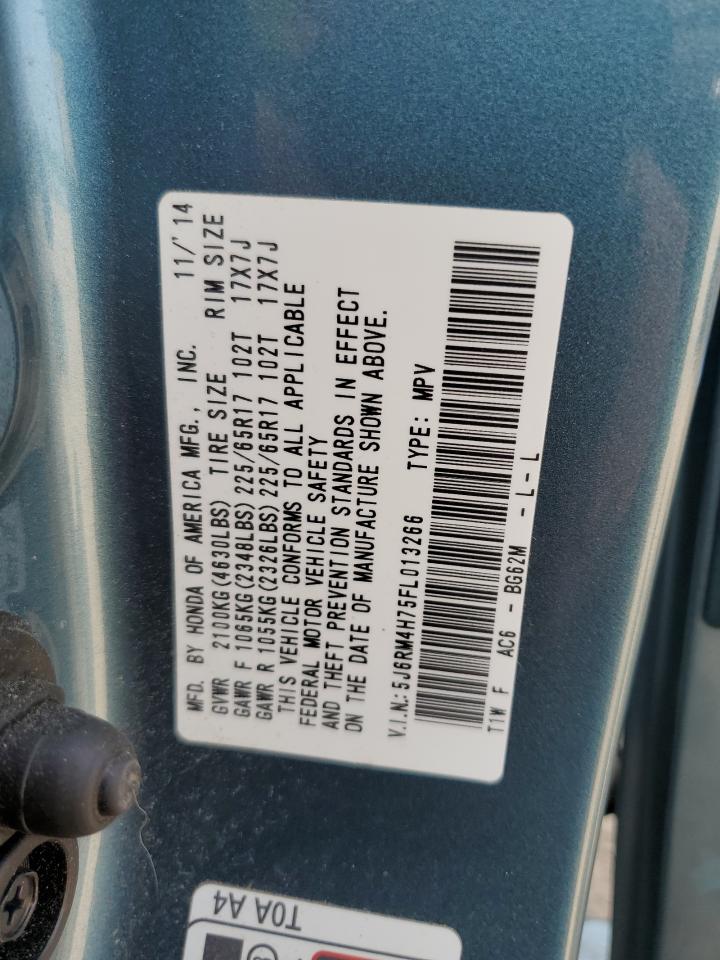 MFD. BY HONDA OF AMERICA MFG., INC. 11/'14
GVWR 2100KG(4630LBS) TIRE SIZE RIM SIZE
GAWR F 1065KG(2348LBS) 225/65R17 102T 17X7J
GAWR R 1055KG(2326LBS) 225/65R17 102T 17X7J
THIS VEHICLE CONFORMS TO ALL APPLICABLE
FEDERAL MOTOR VEHICLE SAFETY
AND THEFT PREVENTION STANDARDS IN EFFECT
ON THE DATE OF MANUFACTURE SHOWN ABOVE.
V.I.N.: 5J6RM4H75FL013266 TYPE: MPV
T1W F AC6 - BG62M - L - L
T0A A4